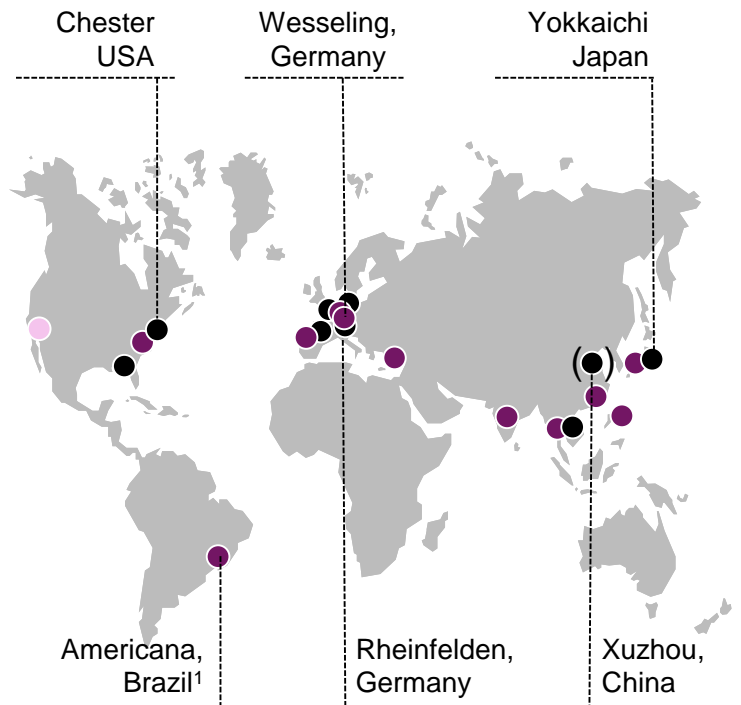 Chester
USA
Wesseling,
Germany
Yokkaichi
Japan
( )
Americana,
Brazil¹
Rheinfelden,
Germany
Xuzhou,
China